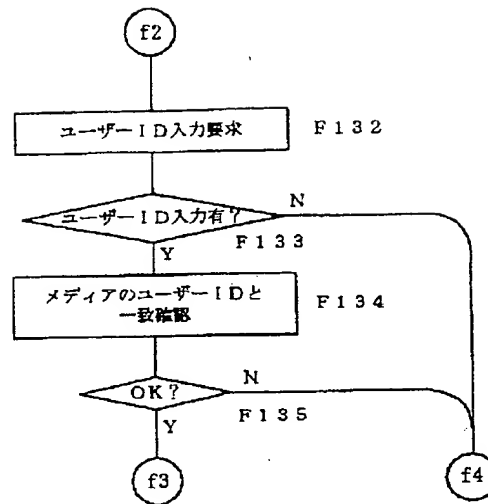 f2
ユーザーＩＤ入力要求
Ｆ１３２
ユーザーＩＤ入力有？
N
Ｆ１３３
Y
メディアのユーザーＩＤと
一致確認
Ｆ１３４
OK？
N
Ｆ１３５
Y
f3
f4